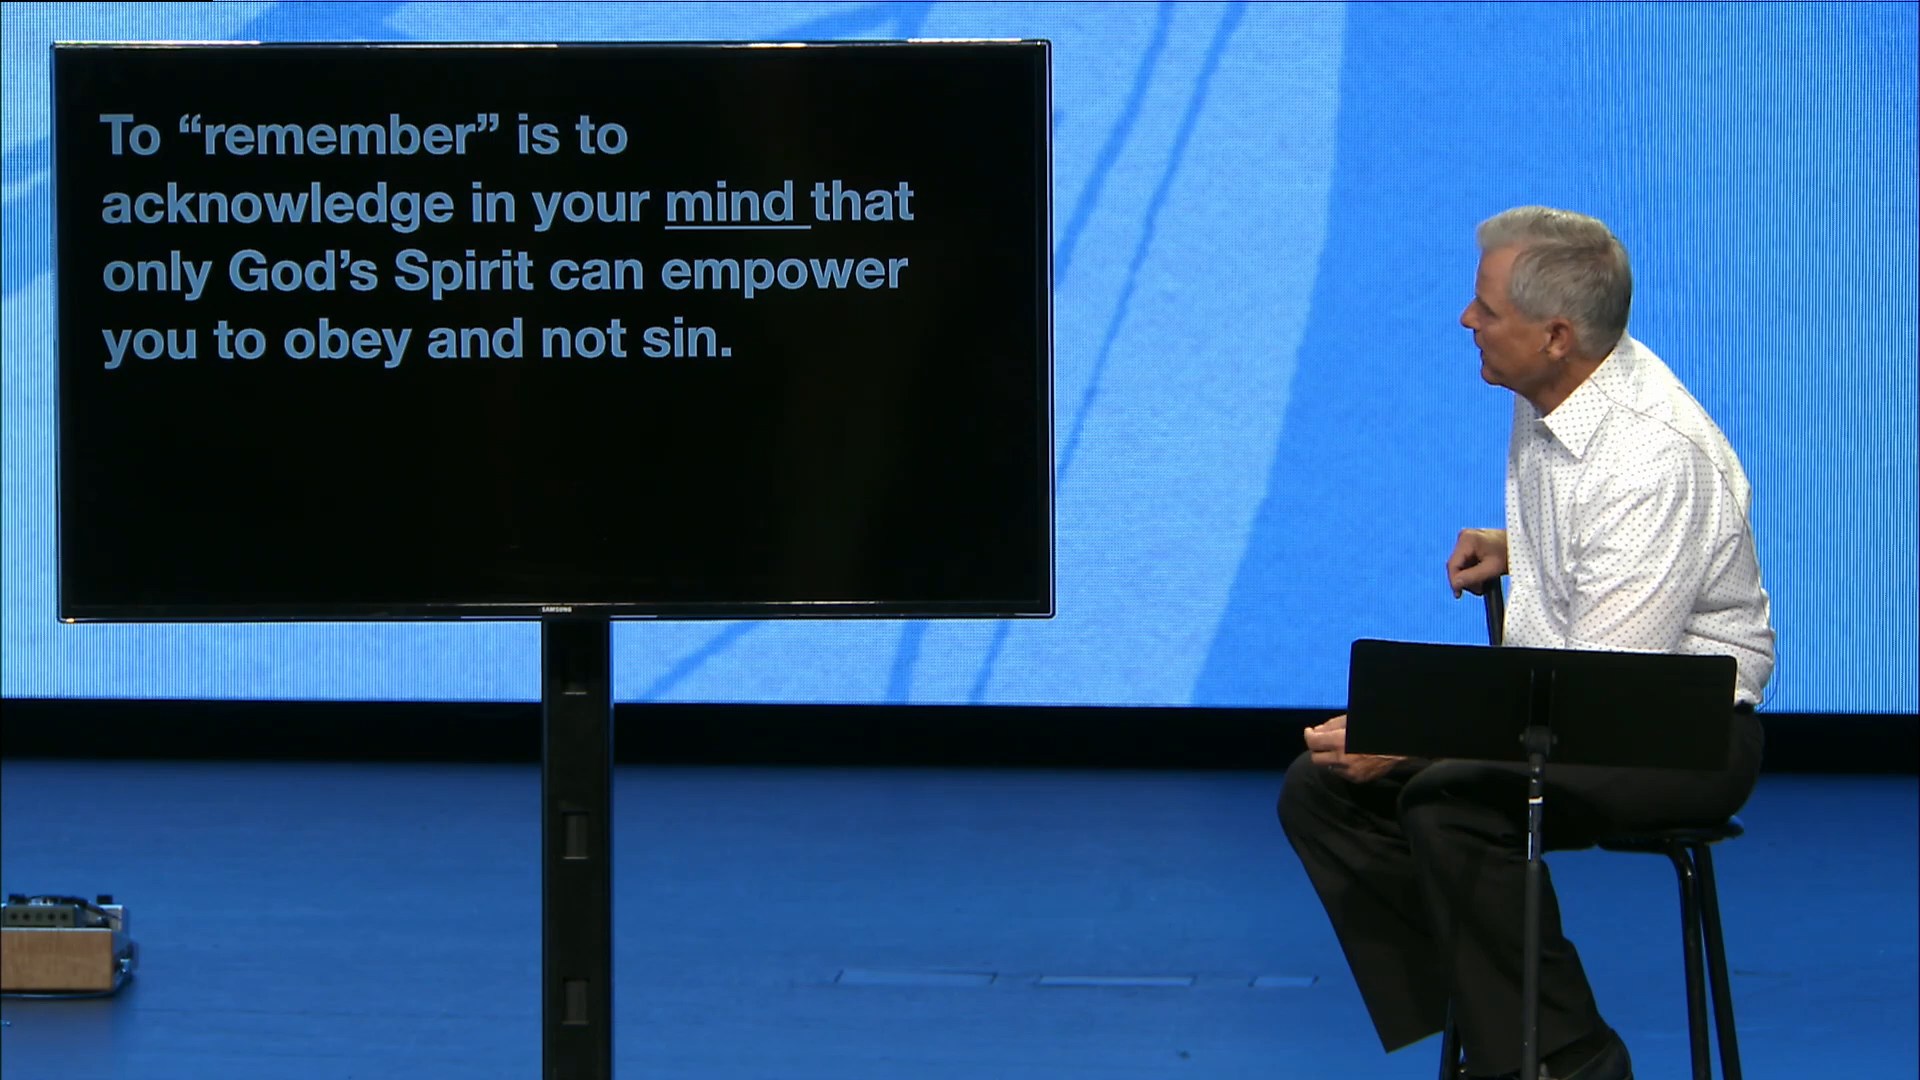 To “remember” is to
acknowledge in your mind that
only God’s Spirit can empower
you to obey and not sin.
SAMSUNG